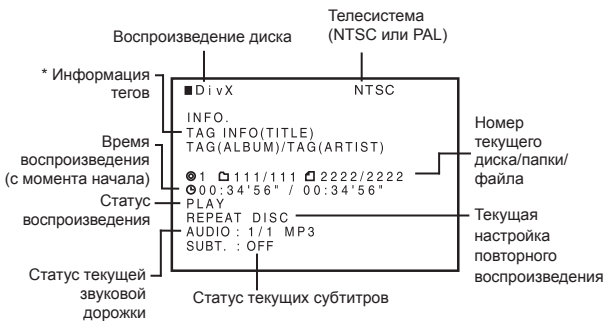 Воспроизведение диска
Телесистема
(NTSC или PAL)
* Информация
тегов
DivX NTSC
INFO.
TAG INFO(TITLE)
TAG(ALBUM)/TAG(ARTIST)
1 111/111 2222/2222
00:34'56" / 00:34'56"
PLAY
REPEAT DISC
AUDIO : 1/1 MP3
SUBT. : OFF
Время
воспроизведения
(с момента начала)
Статус
воспроизведения
Статус текущей
звуковой
дорожки
Статус текущих субтитров
Номер
текущего
диска/папки/
файла
Текущая
настройка
повторного
воспроизведения